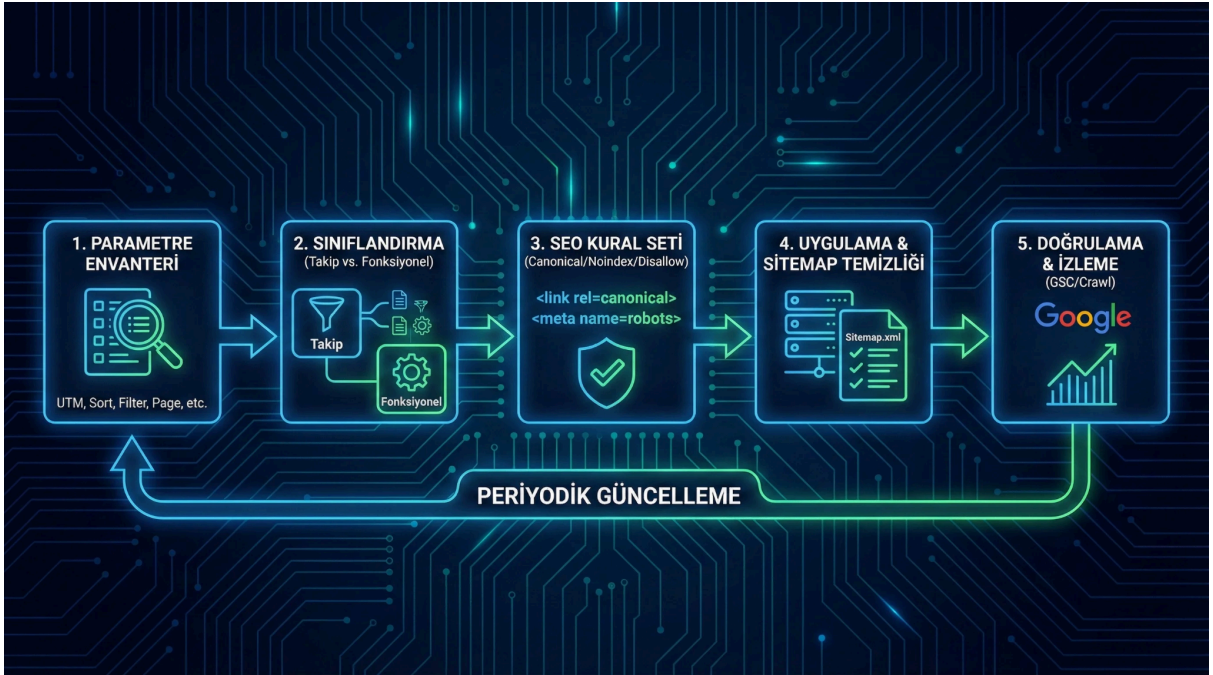 1. PARAMETRE
ENVANTERİ
UTM, Sort, Filter, Page, etc.
2. SINIFLANDIRMA
(Takip vs. Fonksiyonel)
Takip
Fonksiyonel
3. SEO KURAL SETİ
(Canonical/Noindex/Disallow)
<link rel=canonical>
<meta name=robots>
4. UYGULAMA &
SİTEMAP TEMİZLİĞİ
Sitemap.xml
5. DOĞRULAMA
& İZLEME
(GSC/Crawl)
Google
PERİYODİK GÜNCELLEME